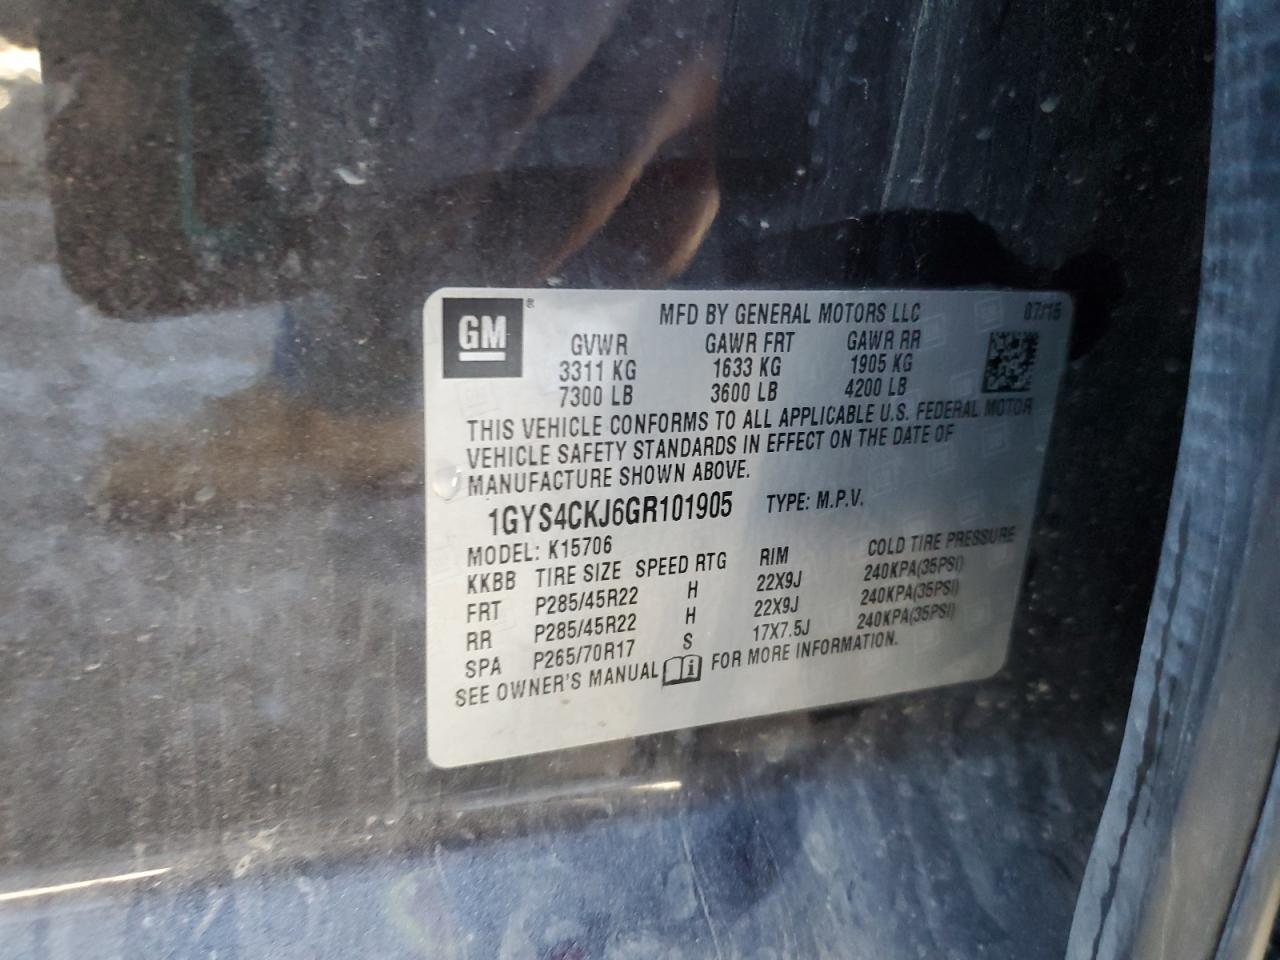 GM ®
MFD BY GENERAL MOTORS LLC 07/15
GVWR GAWR FRT GAWR RR
3311 KG 1633 KG 1905 KG
7300 LB 3600 LB 4200 LB
THIS VEHICLE CONFORMS TO ALL APPLICABLE U.S. FEDERAL MOTOR
VEHICLE SAFETY STANDARDS IN EFFECT ON THE DATE OF
MANUFACTURE SHOWN ABOVE.
1GYS4CKJ6GR101905 TYPE: M.P.V.
MODEL: K15706
KKBB TIRE SIZE SPEED RTG RIM COLD TIRE PRESSURE
FRT P285/45R22 H 22X9J 240KPA(35PSI)
RR P285/45R22 H 22X9J 240KPA(35PSI)
SPA P265/70R17 S 17X7.5J 240KPA(35PSI)
SEE OWNER'S MANUAL i FOR MORE INFORMATION.